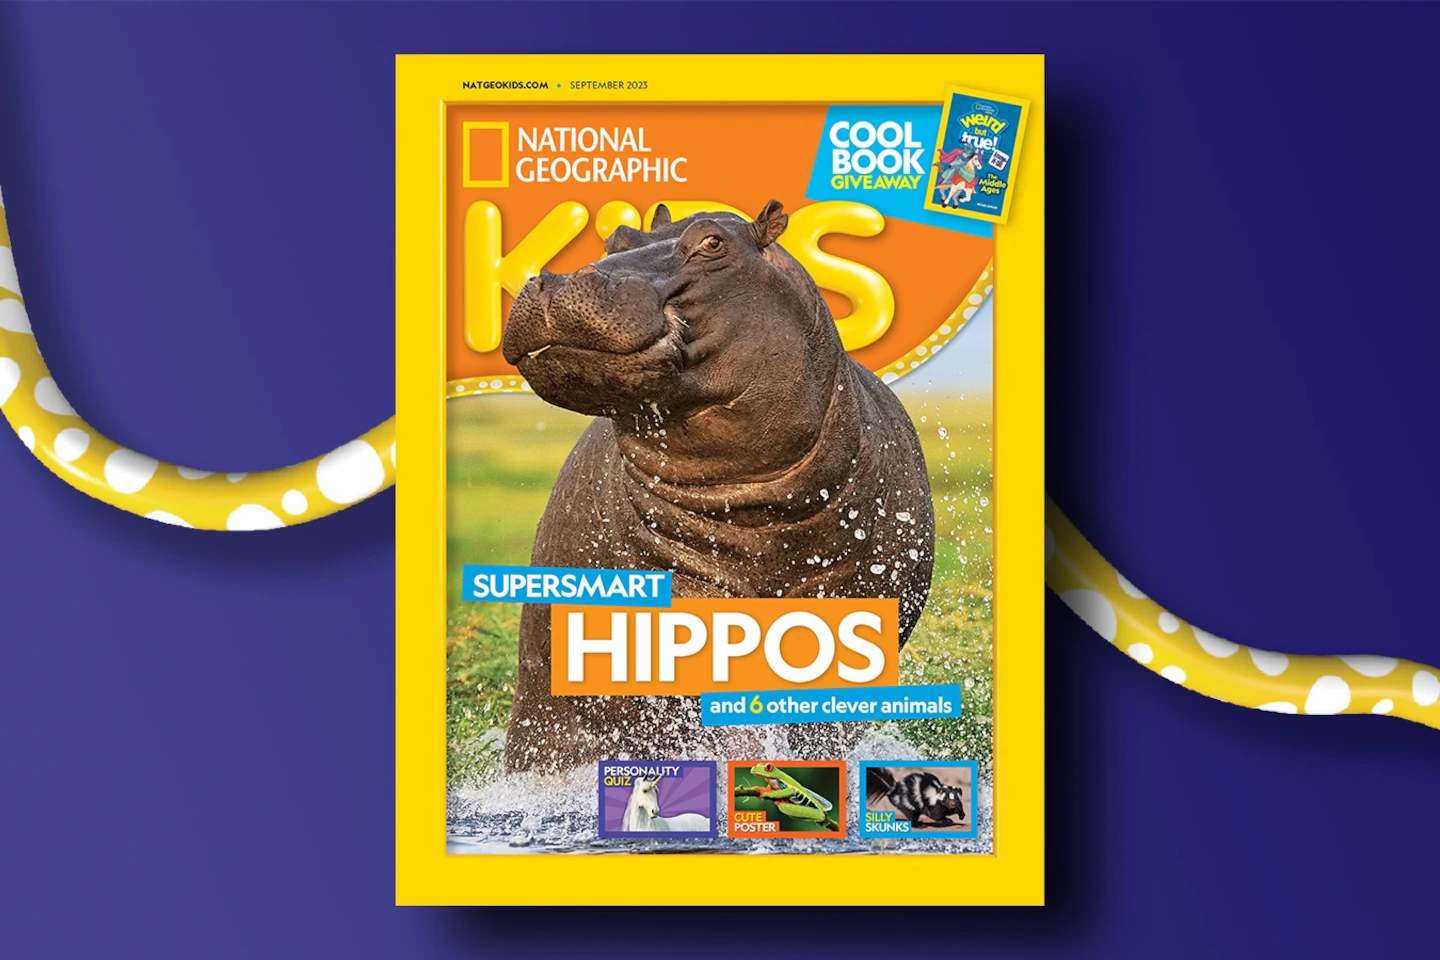 NATGEOKIDS.COM • SEPTEMBER 2023
NATIONAL
GEOGRAPHIC
KiDS
COOL
BOOK
GIVEAWAY
weird
but
true!
The
Middle
Ages
SUPERSMART
HIPPOS
and 6 other clever animals
PERSONALITY
QUIZ
CUTE
POSTER
SILLY
SKUNKS